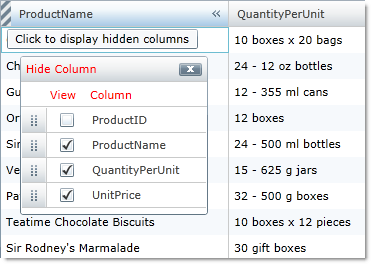 ProductName « QuantityPerUnit
Click to display hidden columns 10 boxes x 20 bags
Hide Column x
Ch 24 - 12 oz bottles
View Column
Gu 12 - 355 ml cans
ProductID
Or 12 boxes
ProductName
Sir 24 - 500 ml bottles
QuantityPerUnit
Ve 15 - 625 g jars
UnitPrice
Pa 32 - 500 g boxes
Teatime Chocolate Biscuits 10 boxes x 12 pieces
Sir Rodney's Marmalade 30 gift boxes